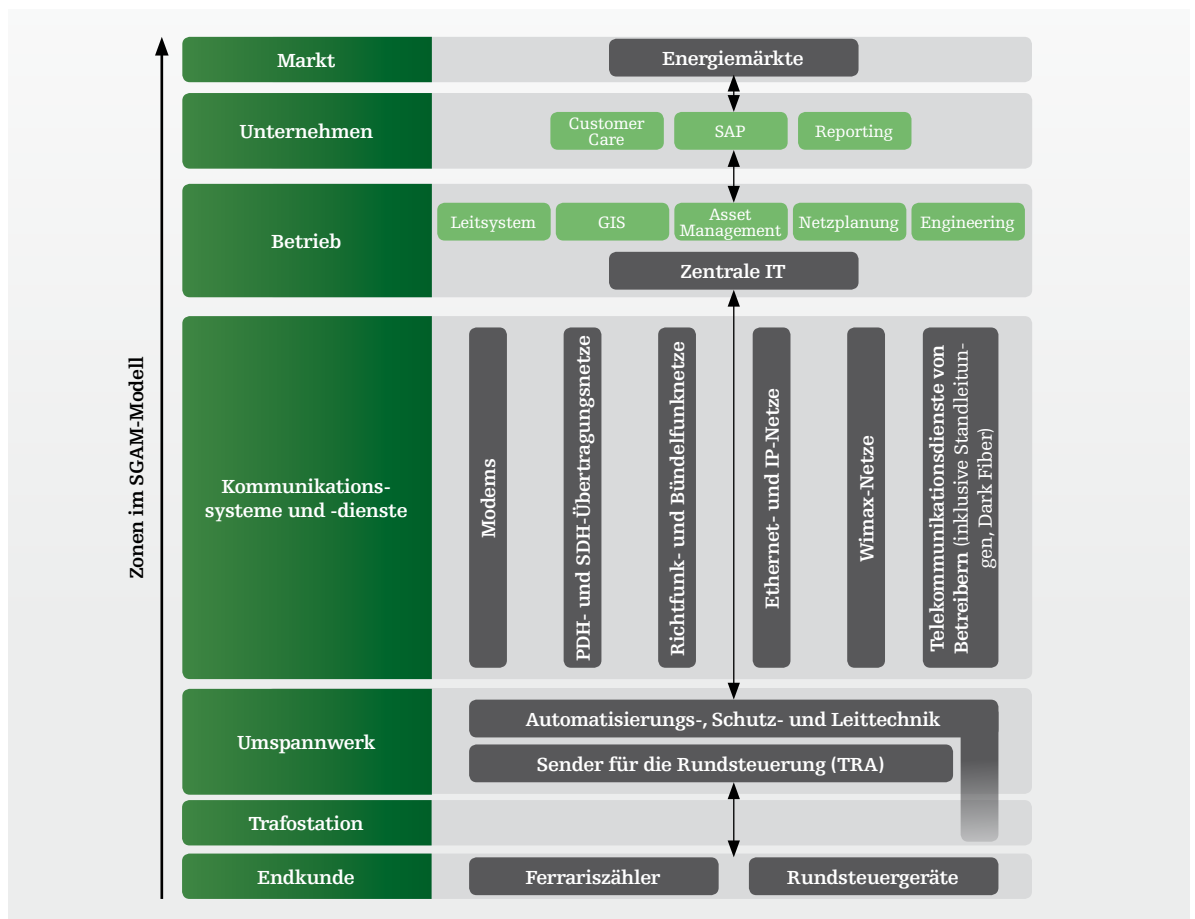 Zonen im SGAM-Modell
Markt
Energiemärkte
Unternehmen
Customer
Care
SAP
Reporting
Betrieb
Leitsystem
GIS
Asset
Management
Netzplanung
Engineering
Zentrale IT
Kommunikations-
systeme und -dienste
Modems
PDH- und SDH-Übertragungsnetze
Richtfunk- und Bündelfunknetze
Ethernet- und IP-Netze
Wimax-Netze
Telekommunikationsdienste von
Betreibern (inklusive Standleitun-
gen, Dark Fiber)
Umspannwerk
Automatisierungs-, Schutz- und Leittechnik
Sender für die Rundsteuerung (TRA)
Trafostation
Endkunde
Ferrariszähler
Rundsteuergeräte